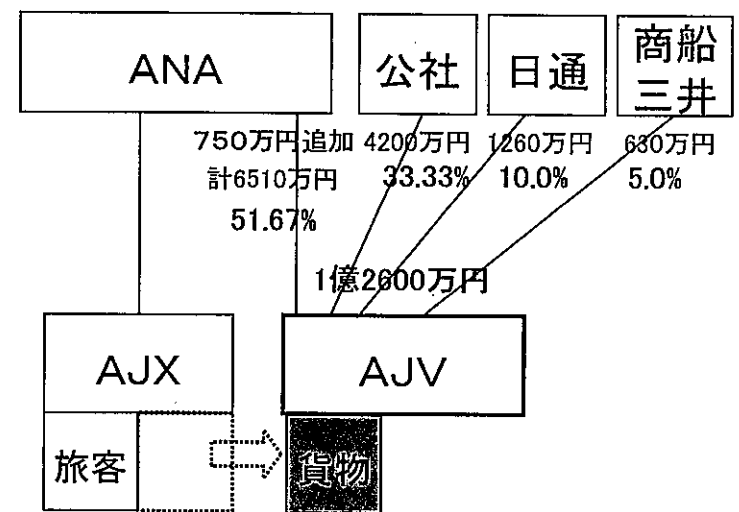 ANA
公社
日通
商船
三井
750万円追加
計6510万円
51.67%
4200万円
33.33%
1260万円
10.0%
630万円
5.0%
1億2600万円
AJX
AJV
旅客
貨物